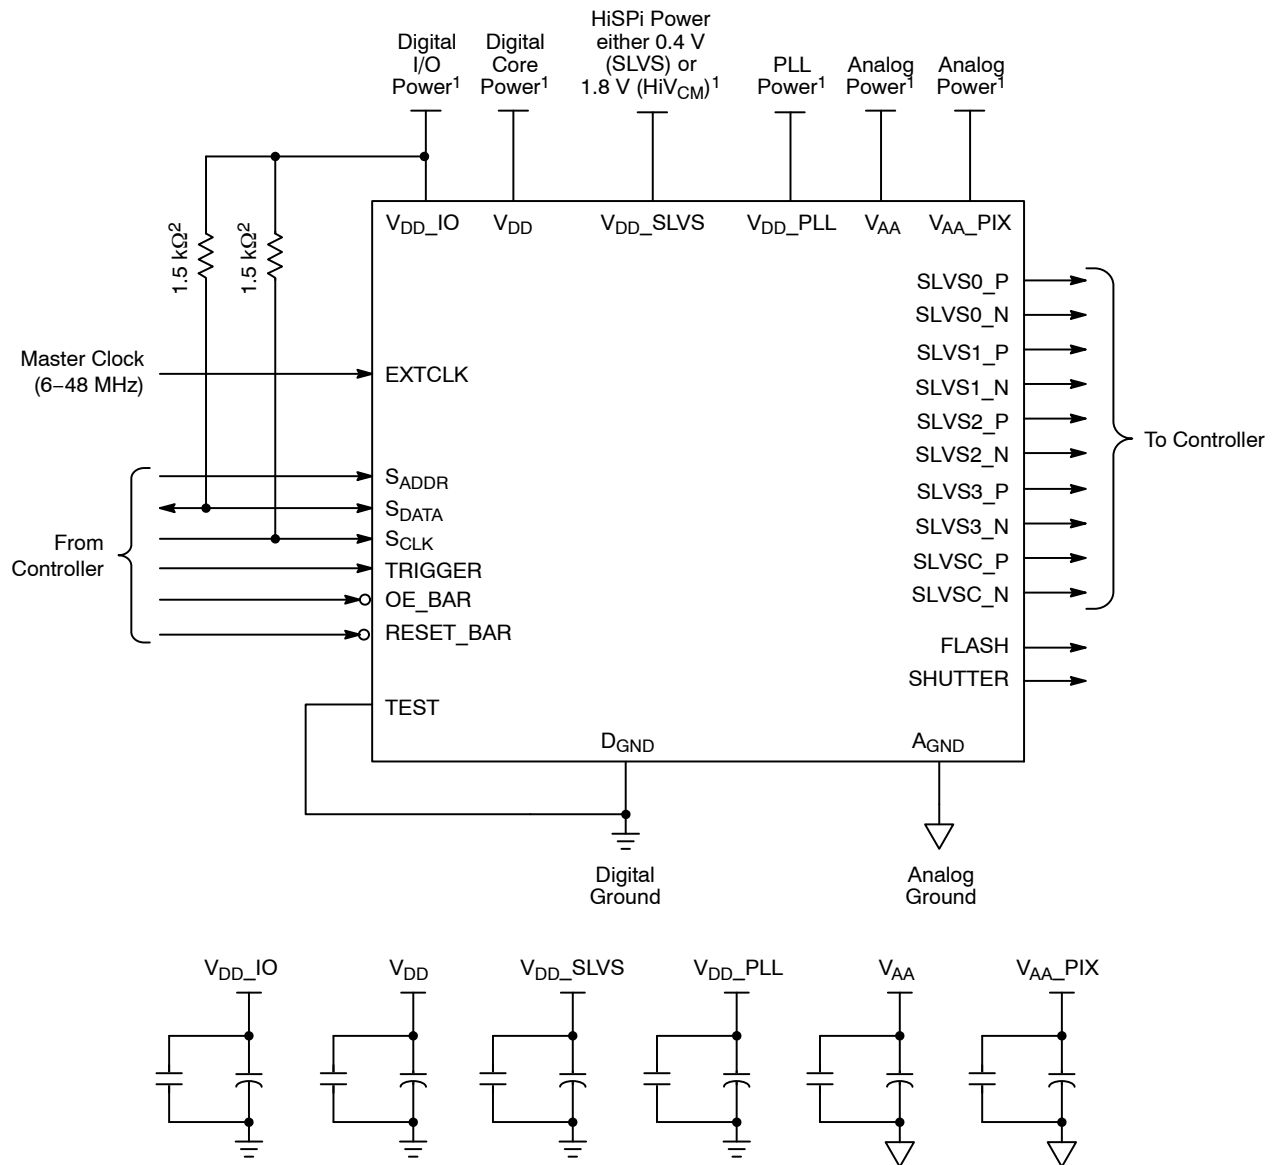 Digital
I/O
Power1
Digital
Core
Power1
HiSPi Power
either 0.4 V
(SLVS) or
1.8 V (HiVCM)1
PLL
Power1
Analog
Power1
Analog
Power1
VDD_IO
VDD
VDD_SLVS
VDD_PLL
VAA
VAA_PIX
1.5 kΩ2
1.5 kΩ2
Master Clock
(6–48 MHz)
EXTCLK
From
Controller
SADDR
SDATA
SCLK
TRIGGER
OE_BAR
RESET_BAR
TEST
SLVS0_P
SLVS0_N
SLVS1_P
SLVS1_N
SLVS2_P
SLVS2_N
SLVS3_P
SLVS3_N
SLVSC_P
SLVSC_N
To Controller
FLASH
SHUTTER
DGND
AGND
Digital
Ground
Analog
Ground
VDD_IO
VDD
VDD_SLVS
VDD_PLL
VAA
VAA_PIX